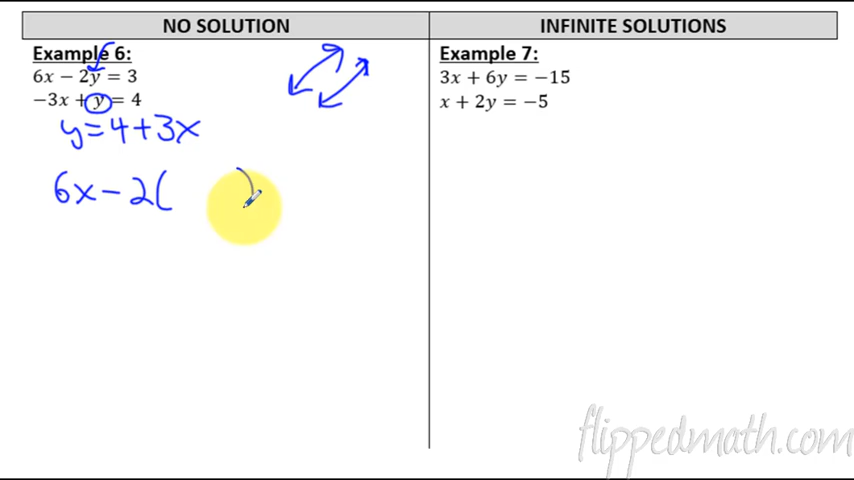 NO SOLUTION
INFINITE SOLUTIONS
Example 6:
6x − 2y = 3
−3x + y = 4
y = 4 + 3x
6x − 2(        )
Example 7:
3x + 6y = −15
x + 2y = −5
flippedmath.com